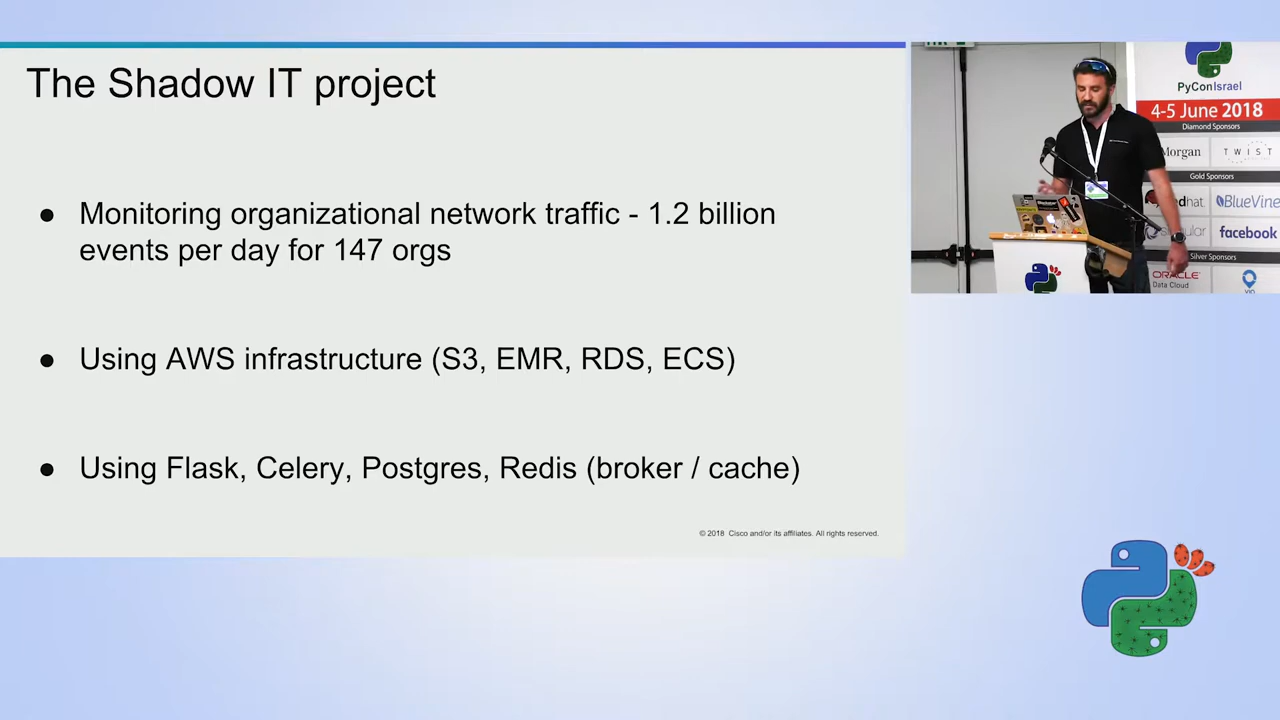 The Shadow IT project
● Monitoring organizational network traffic - 1.2 billion
events per day for 147 orgs
● Using AWS infrastructure (S3, EMR, RDS, ECS)
● Using Flask, Celery, Postgres, Redis (broker / cache)
© 2018 Cisco and/or its affiliates. All rights reserved.
PyConIsrael
4-5 June 2018
Diamond Sponsors
Morgan TWIST
Gold Sponsors
BlueVine
facebook
Silver Sponsors
ORACLE
Data Cloud